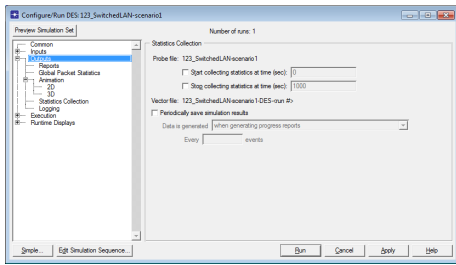 Configure/Run DES: 123_SwitchedLAN-scenario1
Preview Simulation Set
Number of runs: 1
Common
Inputs
Outputs
Reports
Global Packet Statistics
Animation
2D
3D
Statistics Collection
Logging
Execution
Runtime Displays
Statistics Collection
Probe file: 123_SwitchedLAN-scenario1
Start collecting statistics at time (sec): 0
Stop collecting statistics at time (sec): 1000
Vector file: 123_SwitchedLAN-scenario1-DES-<run #>
Periodically save simulation results
Data is generated when generating progress reports
Every events
Simple... Edit Simulation Sequence...
Run Cancel Apply Help